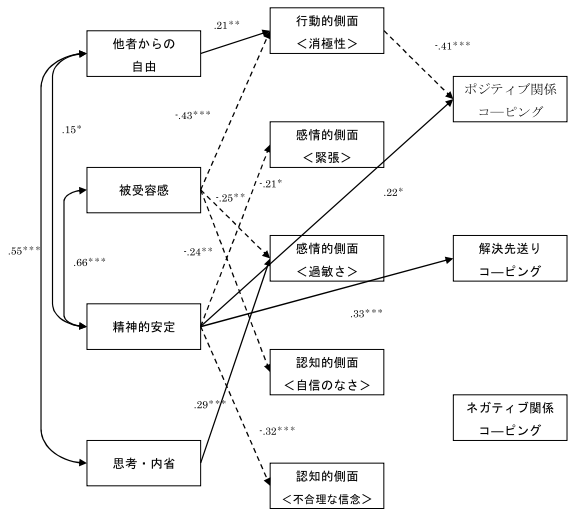 他者からの
自由
被受容感
精神的安定
思考・内省
行動的側面
＜消極性＞
感情的側面
＜緊張＞
感情的側面
＜過敏さ＞
認知的側面
＜自信のなさ＞
認知的側面
＜不合理な信念＞
ポジティブ関係
コーピング
解決先送り
コーピング
ネガティブ関係
コーピング
.21**
-.41***
.15*
-.43***
-.21*
-.25**
.22*
.55***
.66***
-.24**
.33***
.29***
-.32***